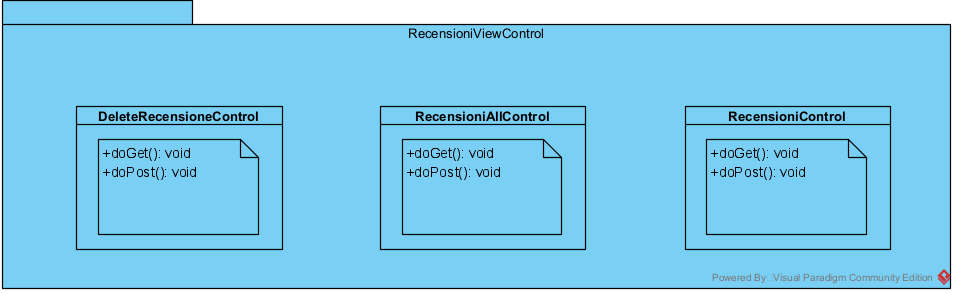 RecensioniViewControl
DeleteRecensioneControl
+doGet(): void
+doPost(): void
RecensioniAllControl
+doGet(): void
+doPost(): void
RecensioniControl
+doGet(): void
+doPost(): void
Powered By Visual Paradigm Community Edition